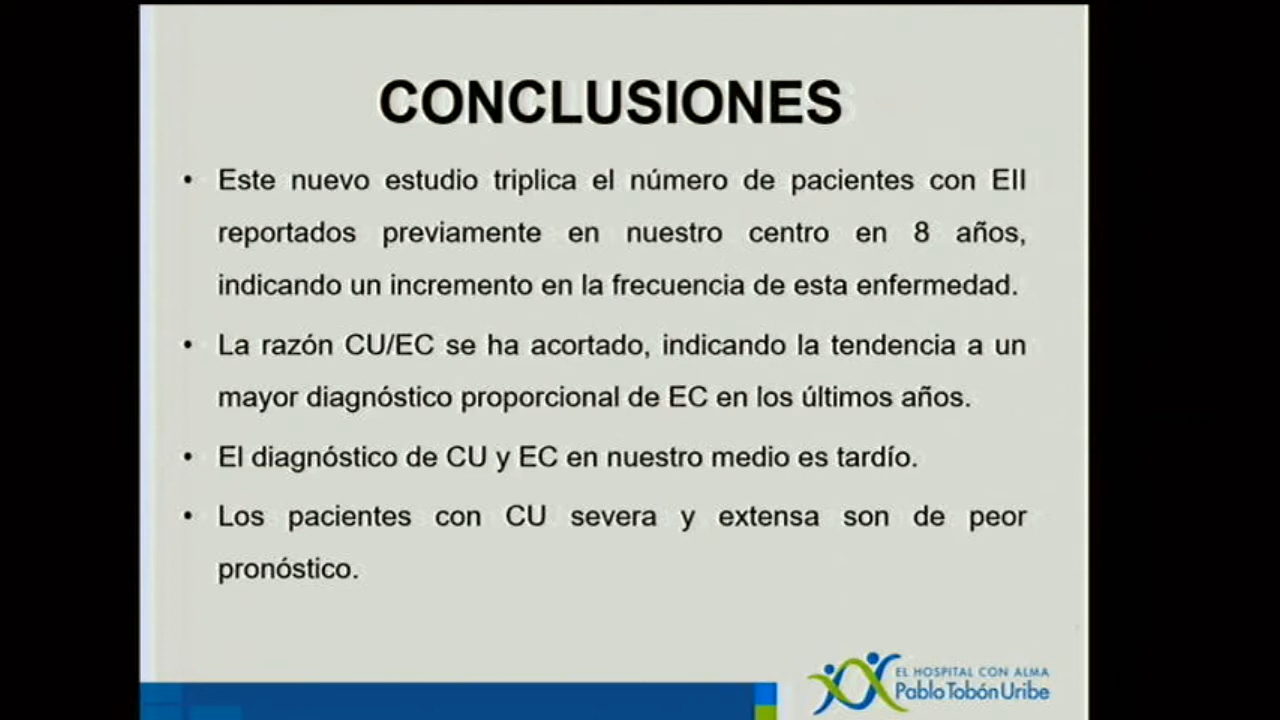 CONCLUSIONES
• Este nuevo estudio triplica el número de pacientes con EII
reportados previamente en nuestro centro en 8 años,
indicando un incremento en la frecuencia de esta enfermedad.
• La razón CU/EC se ha acortado, indicando la tendencia a un
mayor diagnóstico proporcional de EC en los últimos años.
• El diagnóstico de CU y EC en nuestro medio es tardío.
• Los pacientes con CU severa y extensa son de peor
pronóstico.
EL HOSPITAL CON ALMA
Pablo Tobón Uribe